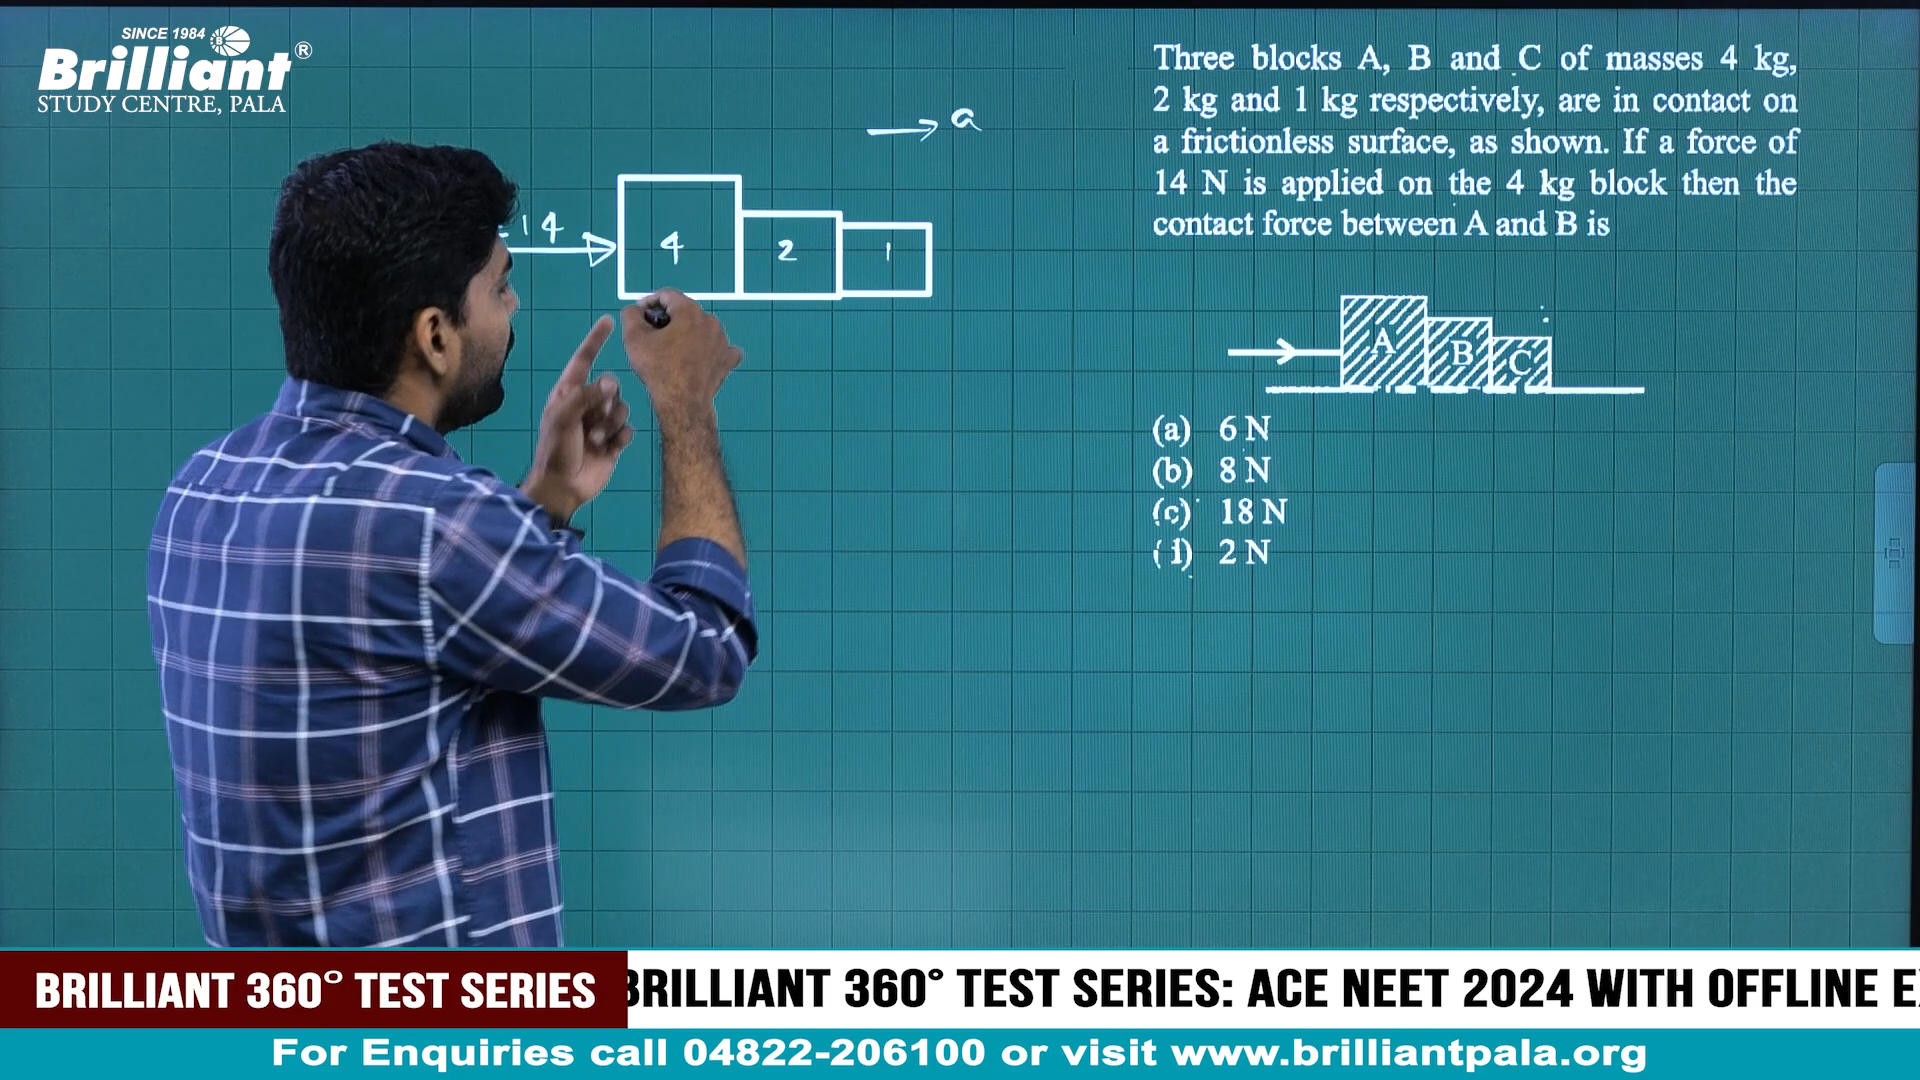 SINCE 1984
Brilliant®
STUDY CENTRE, PALA
a
14
4
2
1
Three blocks A, B and C of masses 4 kg,
2 kg and 1 kg respectively, are in contact on
a frictionless surface, as shown. If a force of
14 N is applied on the 4 kg block then the
contact force between A and B is
A
B
C
(a) 6 N
(b) 8 N
(c) 18 N
2 N
BRILLIANT 360° TEST SERIES
BRILLIANT 360° TEST SERIES: ACE NEET 2024 WITH OFFLINE
For Enquiries call 04822-206100 or visit www.brilliantpala.org